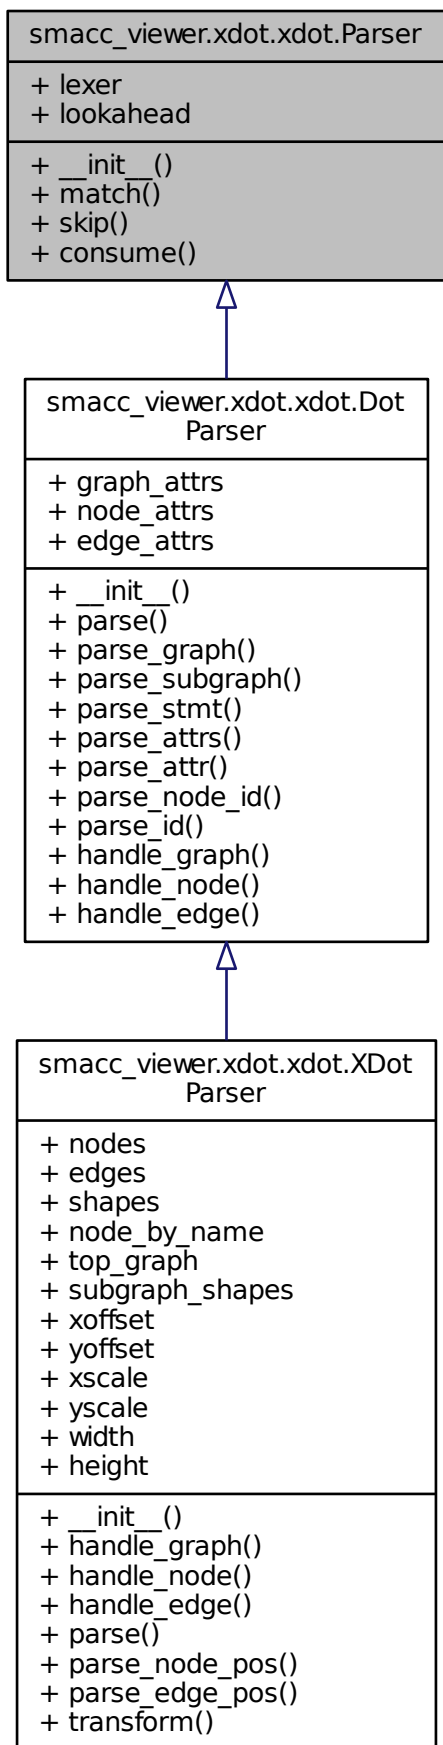 smacc_viewer.xdot.xdot.Parser
+ lexer
+ lookahead
+ __init__()
+ match()
+ skip()
+ consume()
smacc_viewer.xdot.xdot.Dot
Parser
+ graph_attrs
+ node_attrs
+ edge_attrs
+ __init__()
+ parse()
+ parse_graph()
+ parse_subgraph()
+ parse_stmt()
+ parse_attrs()
+ parse_attr()
+ parse_node_id()
+ parse_id()
+ handle_graph()
+ handle_node()
+ handle_edge()
smacc_viewer.xdot.xdot.XDot
Parser
+ nodes
+ edges
+ shapes
+ node_by_name
+ top_graph
+ subgraph_shapes
+ xoffset
+ yoffset
+ xscale
+ yscale
+ width
+ height
+ __init__()
+ handle_graph()
+ handle_node()
+ handle_edge()
+ parse()
+ parse_node_pos()
+ parse_edge_pos()
+ transform()